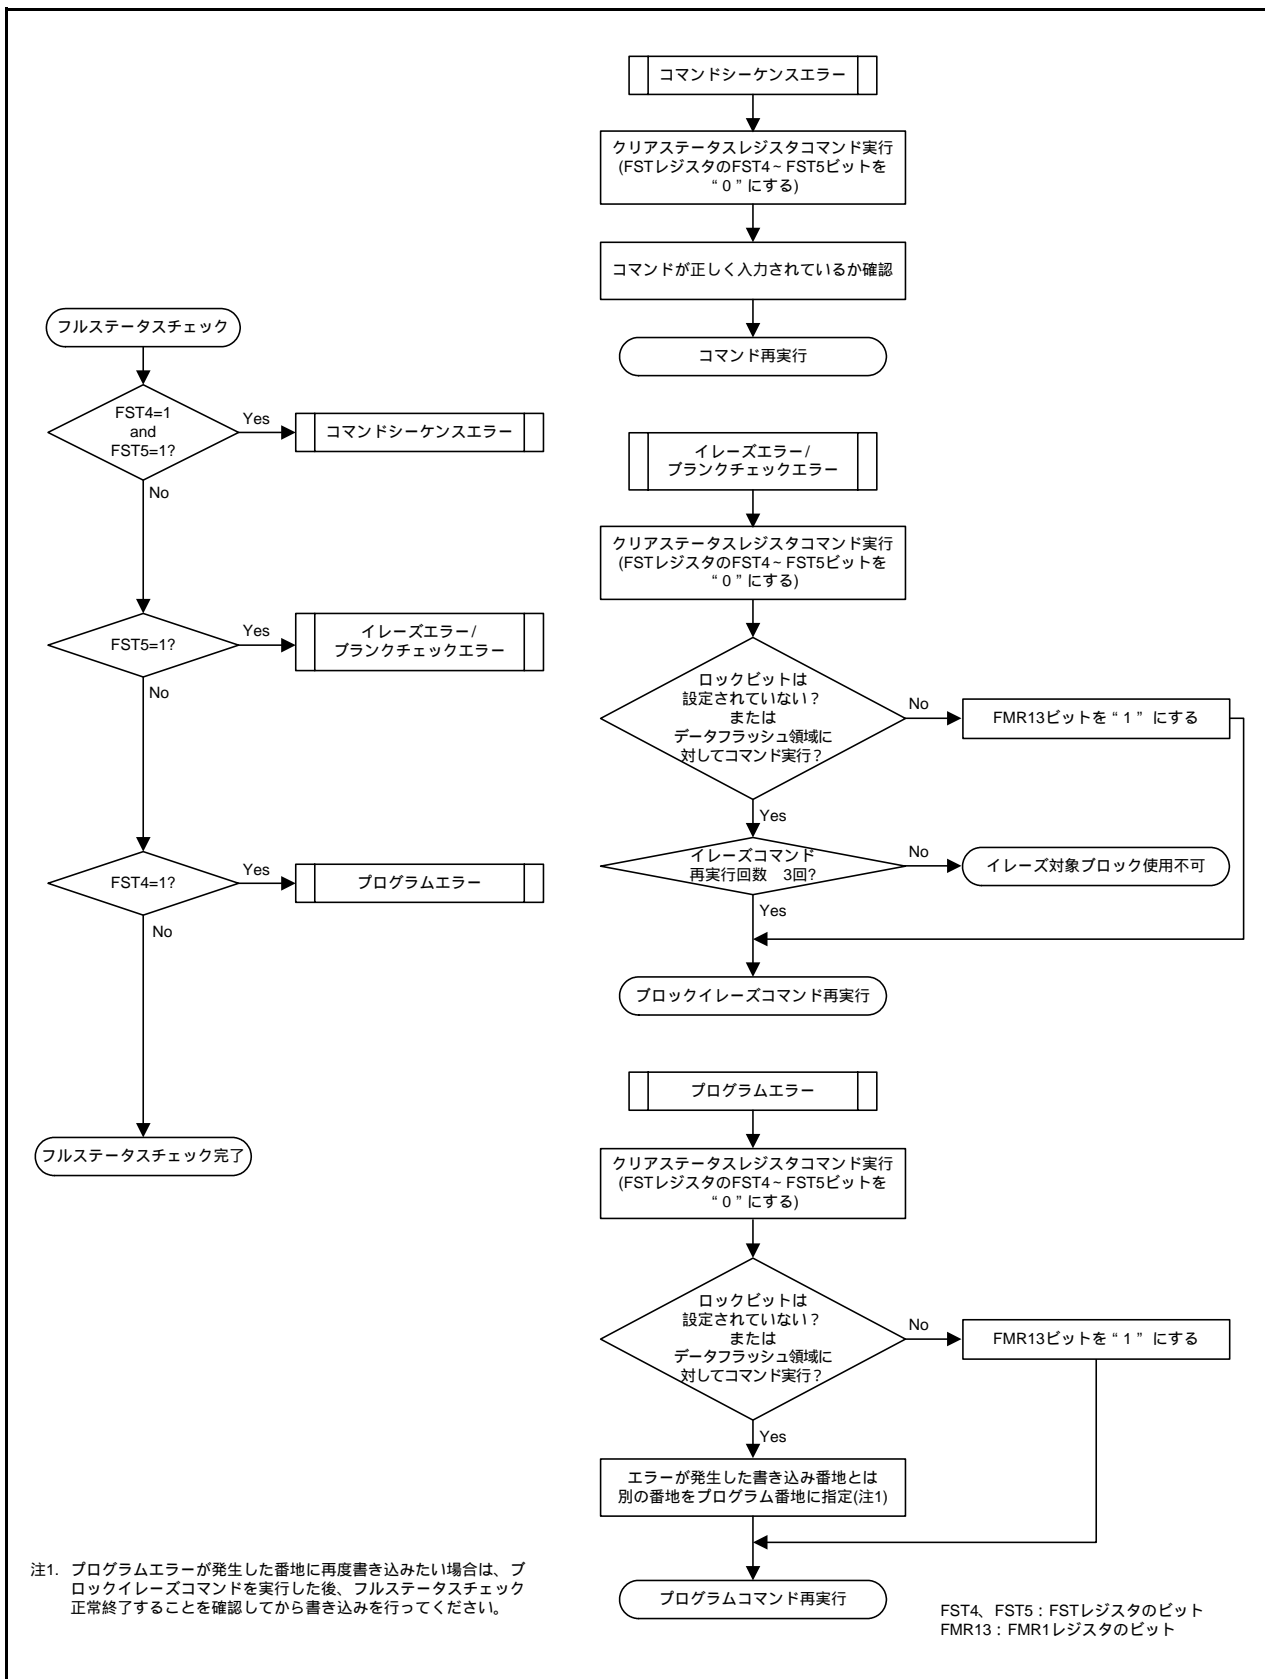 フルステータスチェック
FST4=1
and
FST5=1?
Yes
コマンドシーケンスエラー
No
FST5=1?
Yes
イレーズエラー/
ブランクチェックエラー
No
FST4=1?
Yes
プログラムエラー
No
フルステータスチェック完了
コマンドシーケンスエラー
クリアステータスレジスタコマンド実行
(FSTレジスタのFST4~FST5ビットを
“0”にする)
コマンドが正しく入力されているか確認
コマンド再実行
イレーズエラー/
ブランクチェックエラー
クリアステータスレジスタコマンド実行
(FSTレジスタのFST4~FST5ビットを
“0”にする)
ロックビットは
設定されていない?
または
データフラッシュ領域に
対してコマンド実行?
No
FMR13ビットを“1”にする
Yes
イレーズコマンド
再実行回数 3回?
No
イレーズ対象ブロック使用不可
Yes
ブロックイレーズコマンド再実行
プログラムエラー
クリアステータスレジスタコマンド実行
(FSTレジスタのFST4~FST5ビットを
“0”にする)
ロックビットは
設定されていない?
または
データフラッシュ領域に
対してコマンド実行?
No
FMR13ビットを“1”にする
Yes
エラーが発生した書き込み番地とは
別の番地をプログラム番地に指定(注1)
プログラムコマンド再実行
注1. プログラムエラーが発生した番地に再度書き込みたい場合は、ブ
ロックイレーズコマンドを実行した後、フルステータスチェック
正常終了することを確認してから書き込みを行ってください。
FST4、FST5:FSTレジスタのビット
FMR13:FMR1レジスタのビット